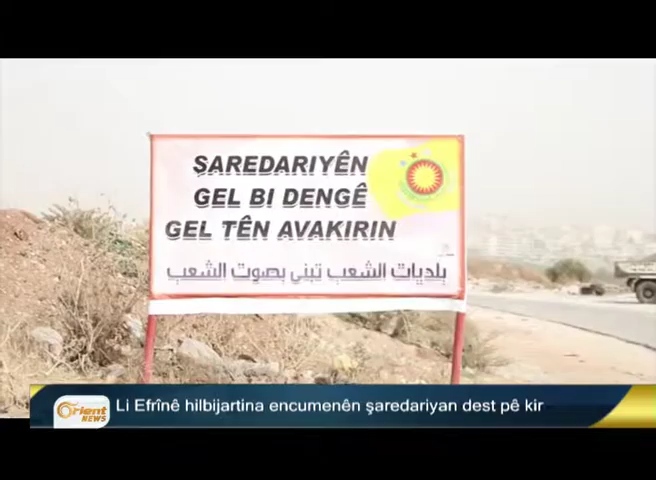 ŞAREDARIYÊN
GEL BI DENGÊ
GEL TÊN AVAKIRIN
بلديات الشعب تبنى بصوت الشعب
Orient
NEWS
Li Efrînê hilbijartina encumenên şaredariyan dest pê kir